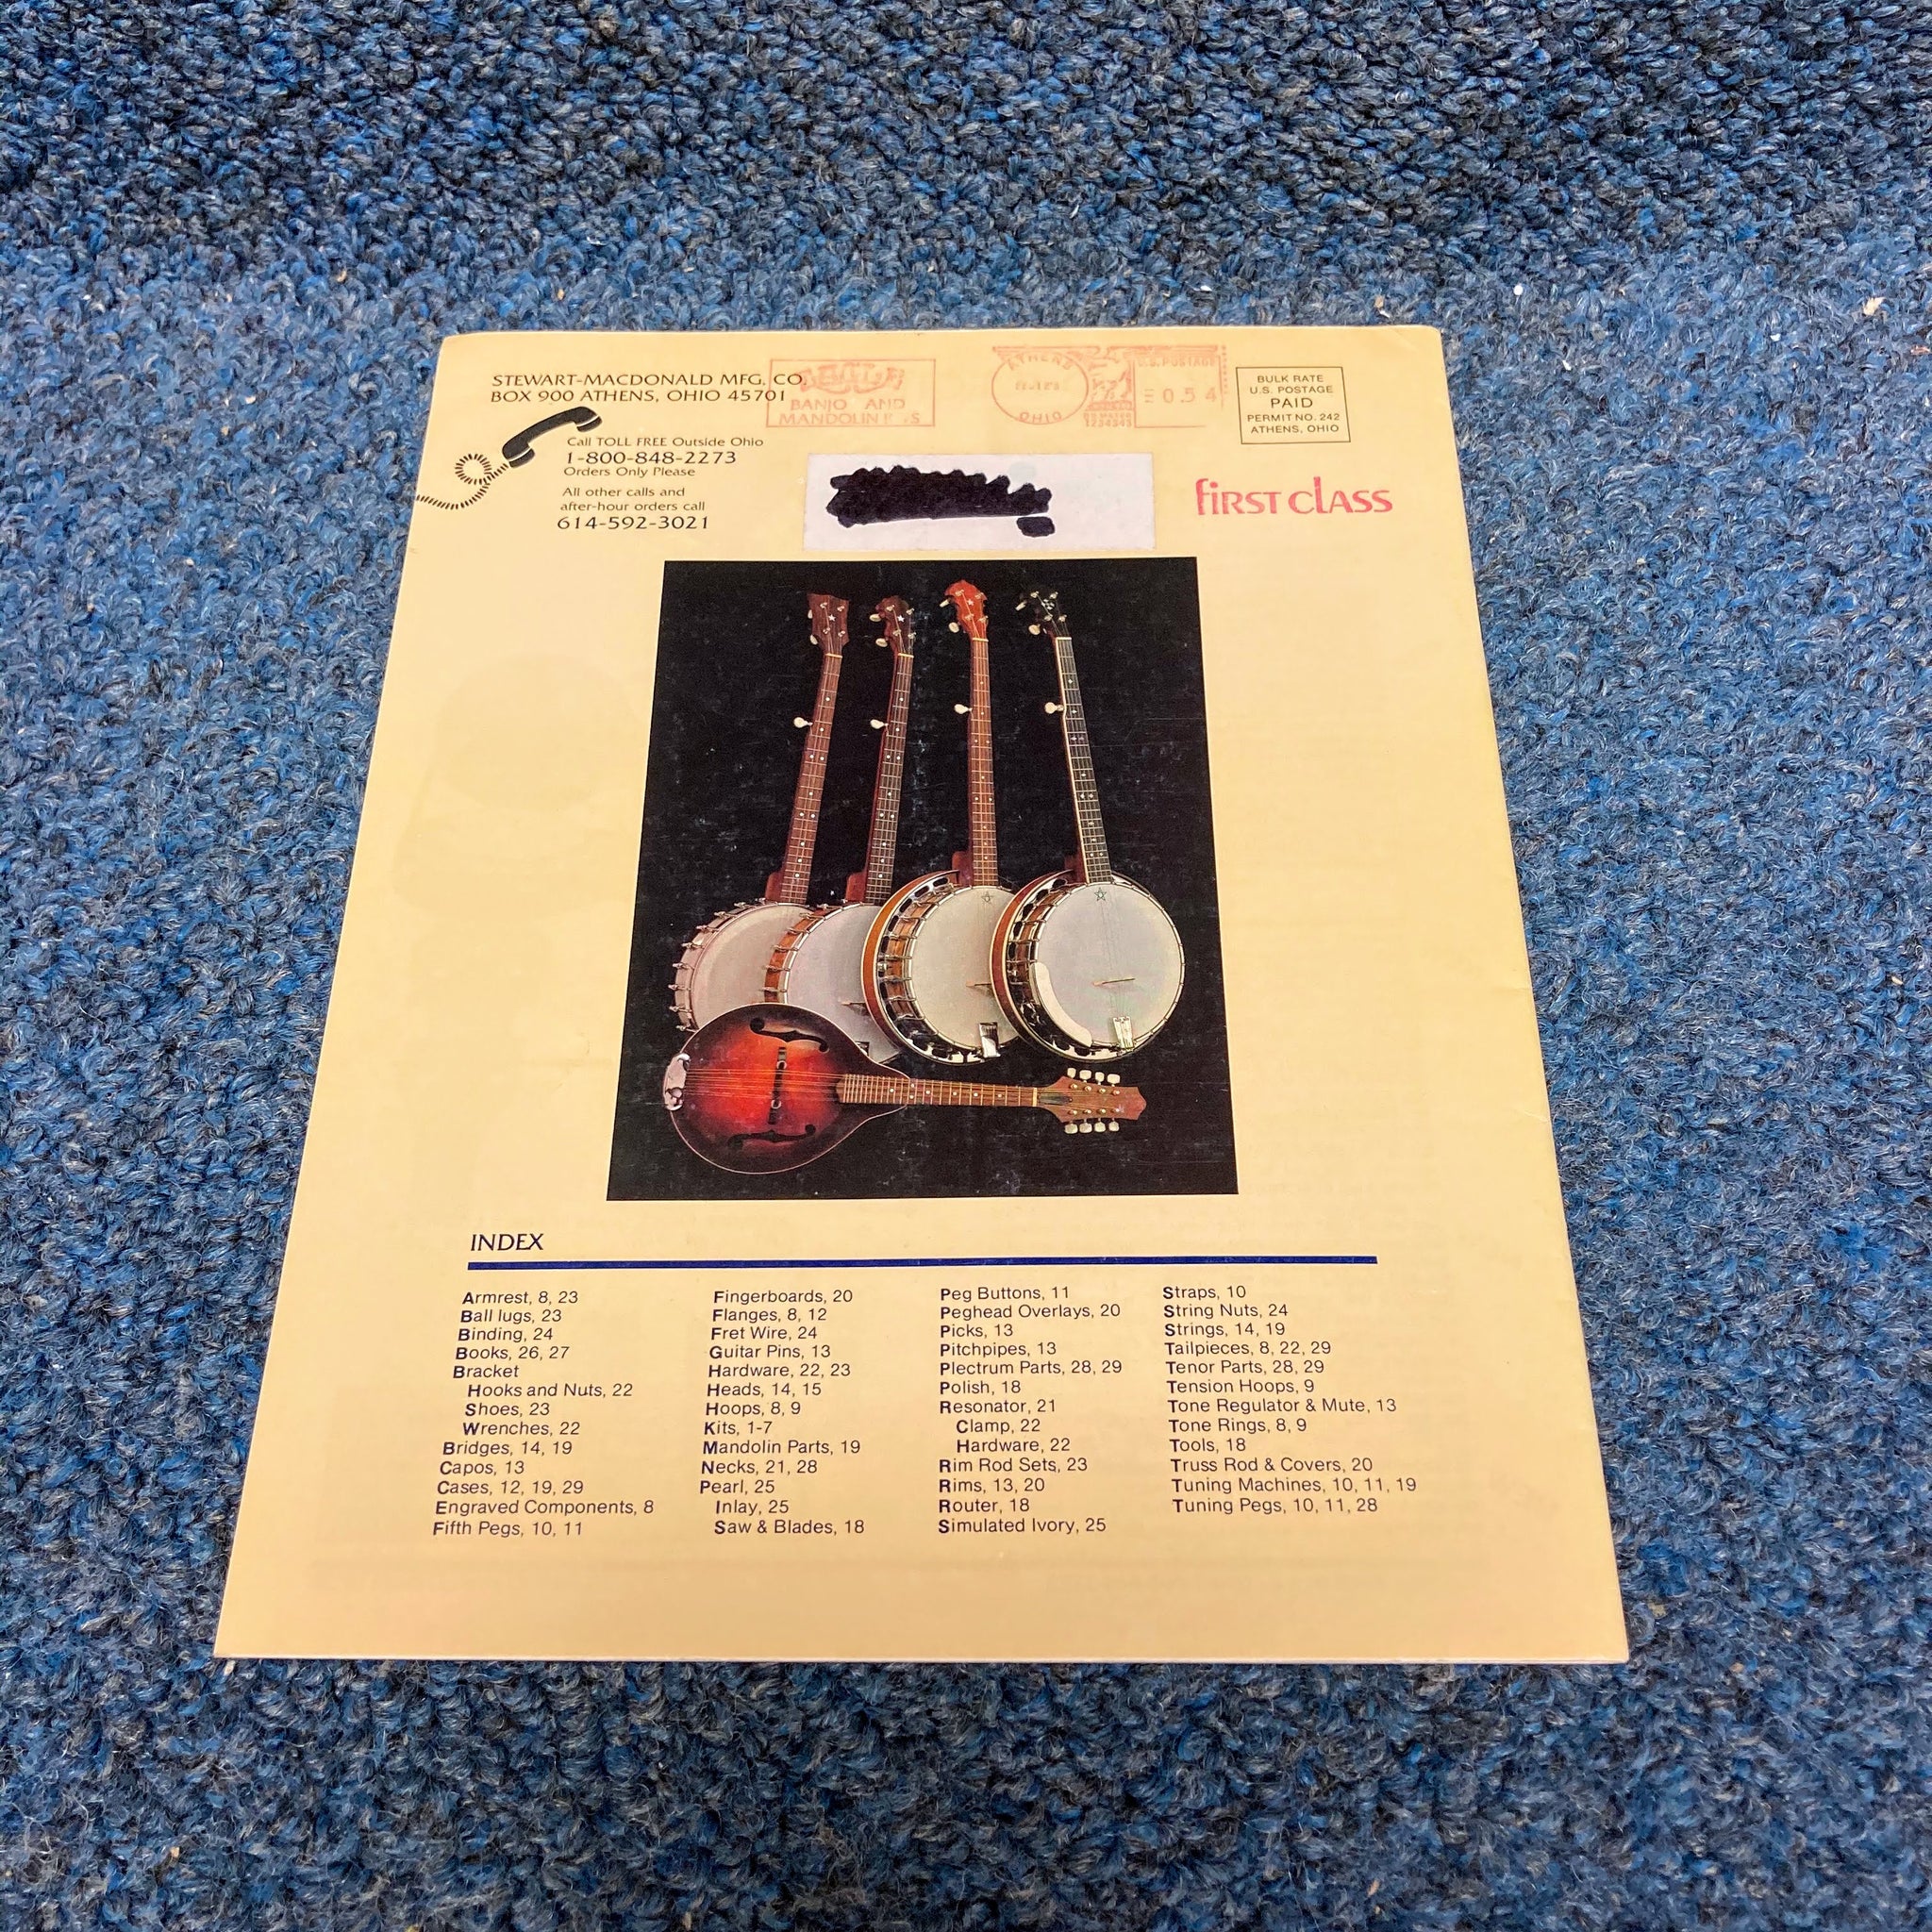 STEWART-MACDONALD MFG. CO.
BOX 900 ATHENS, OHIO 45701
Call TOLL FREE Outside Ohio
1-800-848-2273
Orders Only Please
All other calls and
after-hour orders call
614-592-3021
BANJO AND
MANDOLIN
ATHENS
OHIO
U.S. POSTAGE
0.54
BULK RATE
U.S. POSTAGE
PAID
PERMIT NO. 242
ATHENS, OHIO
FIRST CLASS
INDEX
Armrest, 8, 23
Ball lugs, 23
Binding, 24
Books, 26, 27
Bracket
Hooks and Nuts, 22
Shoes, 23
Wrenches, 22
Bridges, 14, 19
Capos, 13
Cases, 12, 19, 29
Engraved Components, 8
Fifth Pegs, 10, 11
Fingerboards, 20
Flanges, 8, 12
Fret Wire, 24
Guitar Pins, 13
Hardware, 22, 23
Heads, 14, 15
Hoops, 8, 9
Kits, 1-7
Mandolin Parts, 19
Necks, 21, 28
Pearl, 25
Inlay, 25
Saw & Blades, 18
Peg Buttons, 11
Peghead Overlays, 20
Picks, 13
Pitchpipes, 13
Plectrum Parts, 28, 29
Polish, 18
Resonator, 21
Clamp, 22
Hardware, 22
Rim Rod Sets, 23
Rims, 13, 20
Router, 18
Simulated Ivory, 25
Straps, 10
String Nuts, 24
Strings, 14, 19
Tailpieces, 8, 22, 29
Tenor Parts, 28, 29
Tension Hoops, 9
Tone Regulator & Mute, 13
Tone Rings, 8, 9
Tools, 18
Truss Rod & Covers, 20
Tuning Machines, 10, 11, 19
Tuning Pegs, 10, 11, 28